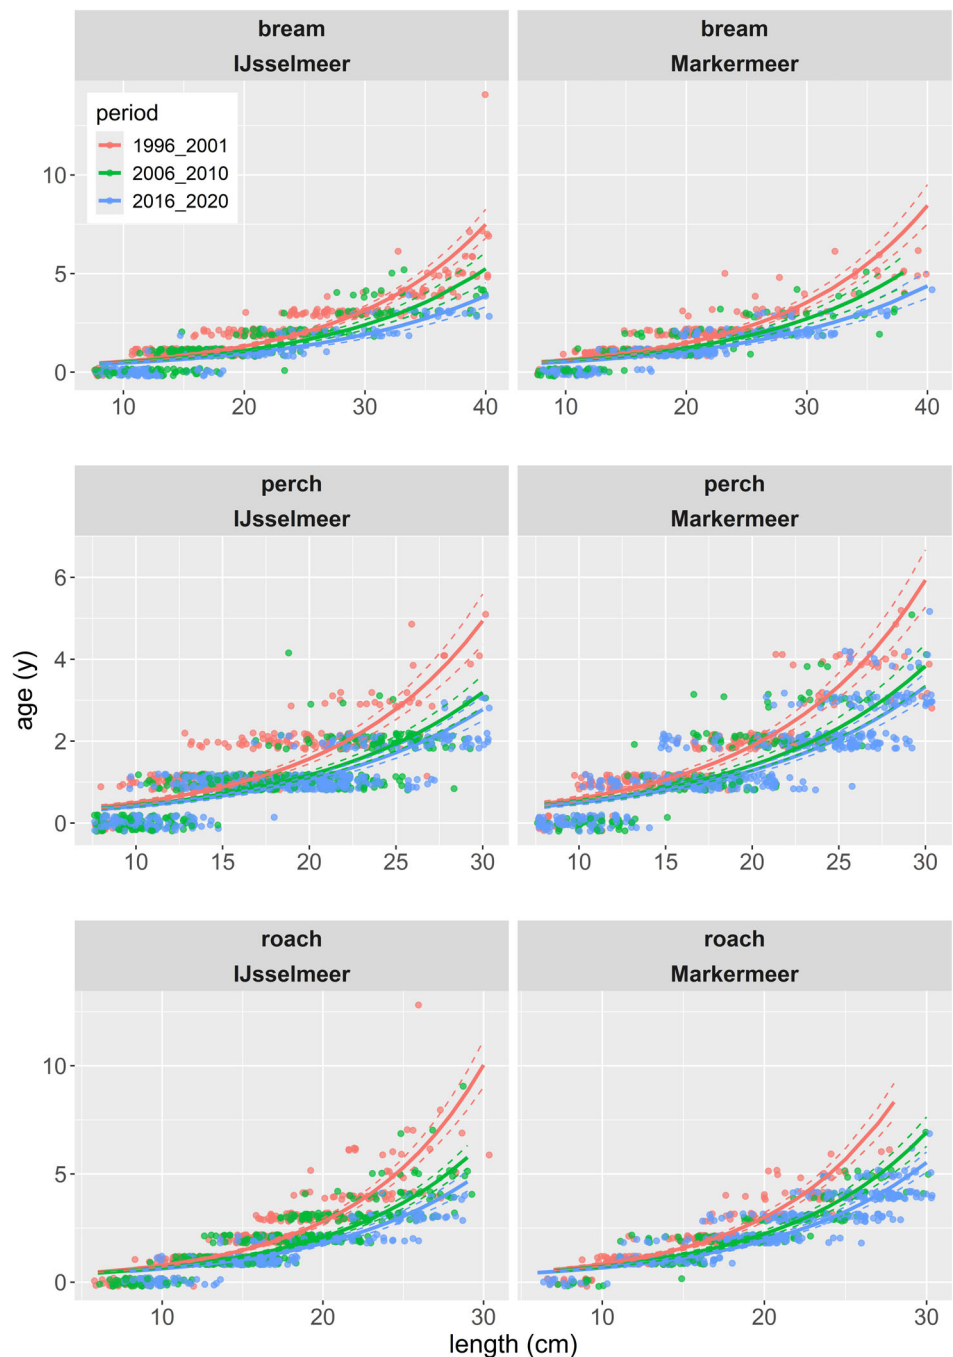 bream bream
IJsselmeer Markermeer
period
1996_2001
2006_2010
2016_2020
10
5
0
10 20 30 40 10 20 30 40
perch perch
IJsselmeer Markermeer
6
4
2
0
10 15 20 25 30 10 15 20 25 30
age (y)
roach roach
IJsselmeer Markermeer
10
5
0
10 20 30 10 20 30
length (cm)